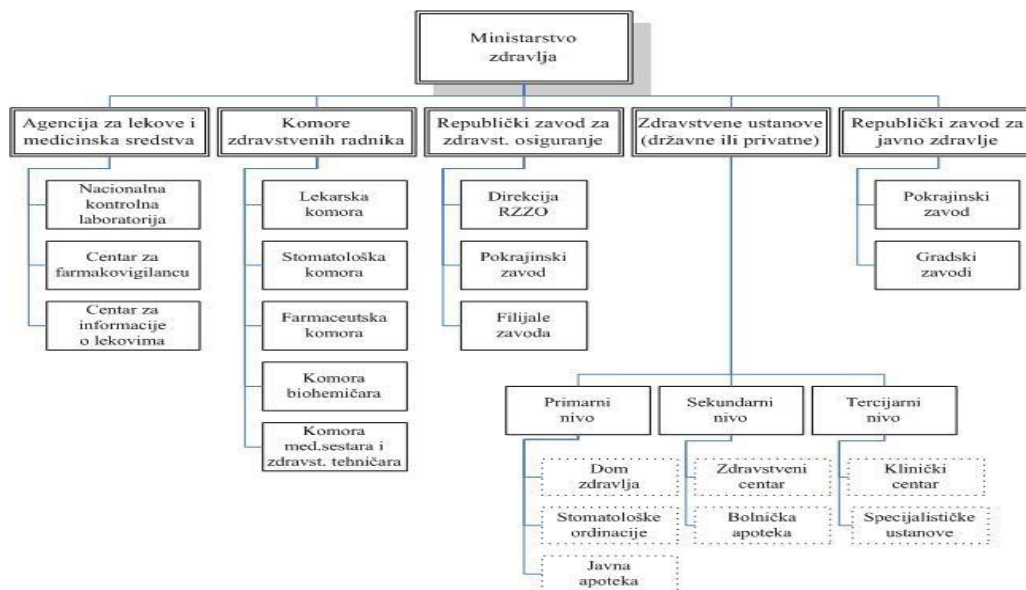 Ministarstvo
zdravlja
Agencija za lekove i
medicinska sredstva
Komore
zdravstvenih radnika
Republički zavod za
zdravst. osiguranje
Zdravstvene ustanove
(državne ili privatne)
Republički zavod za
javno zdravlje
Nacionalna
kontrolna
laboratorija
Centar za
farmakovigilancu
Centar za
informacije
o lekovima
Lekarska
komora
Stomatološka
komora
Farmaceutska
komora
Komora
biohemičara
Komora
med.sestara i
zdravst. tehničara
Direkcija
RZZO
Pokrajinski
zavod
Filijale
zavoda
Pokrajinski
zavod
Gradski
zavodi
Primarni
nivo
Sekundarni
nivo
Tercijarni
nivo
Dom
zdravlja
Stomatološke
ordinacije
Javna
apoteka
Zdravstveni
centar
Bolnička
apoteka
Klinički
centar
Specijalističke
ustanove